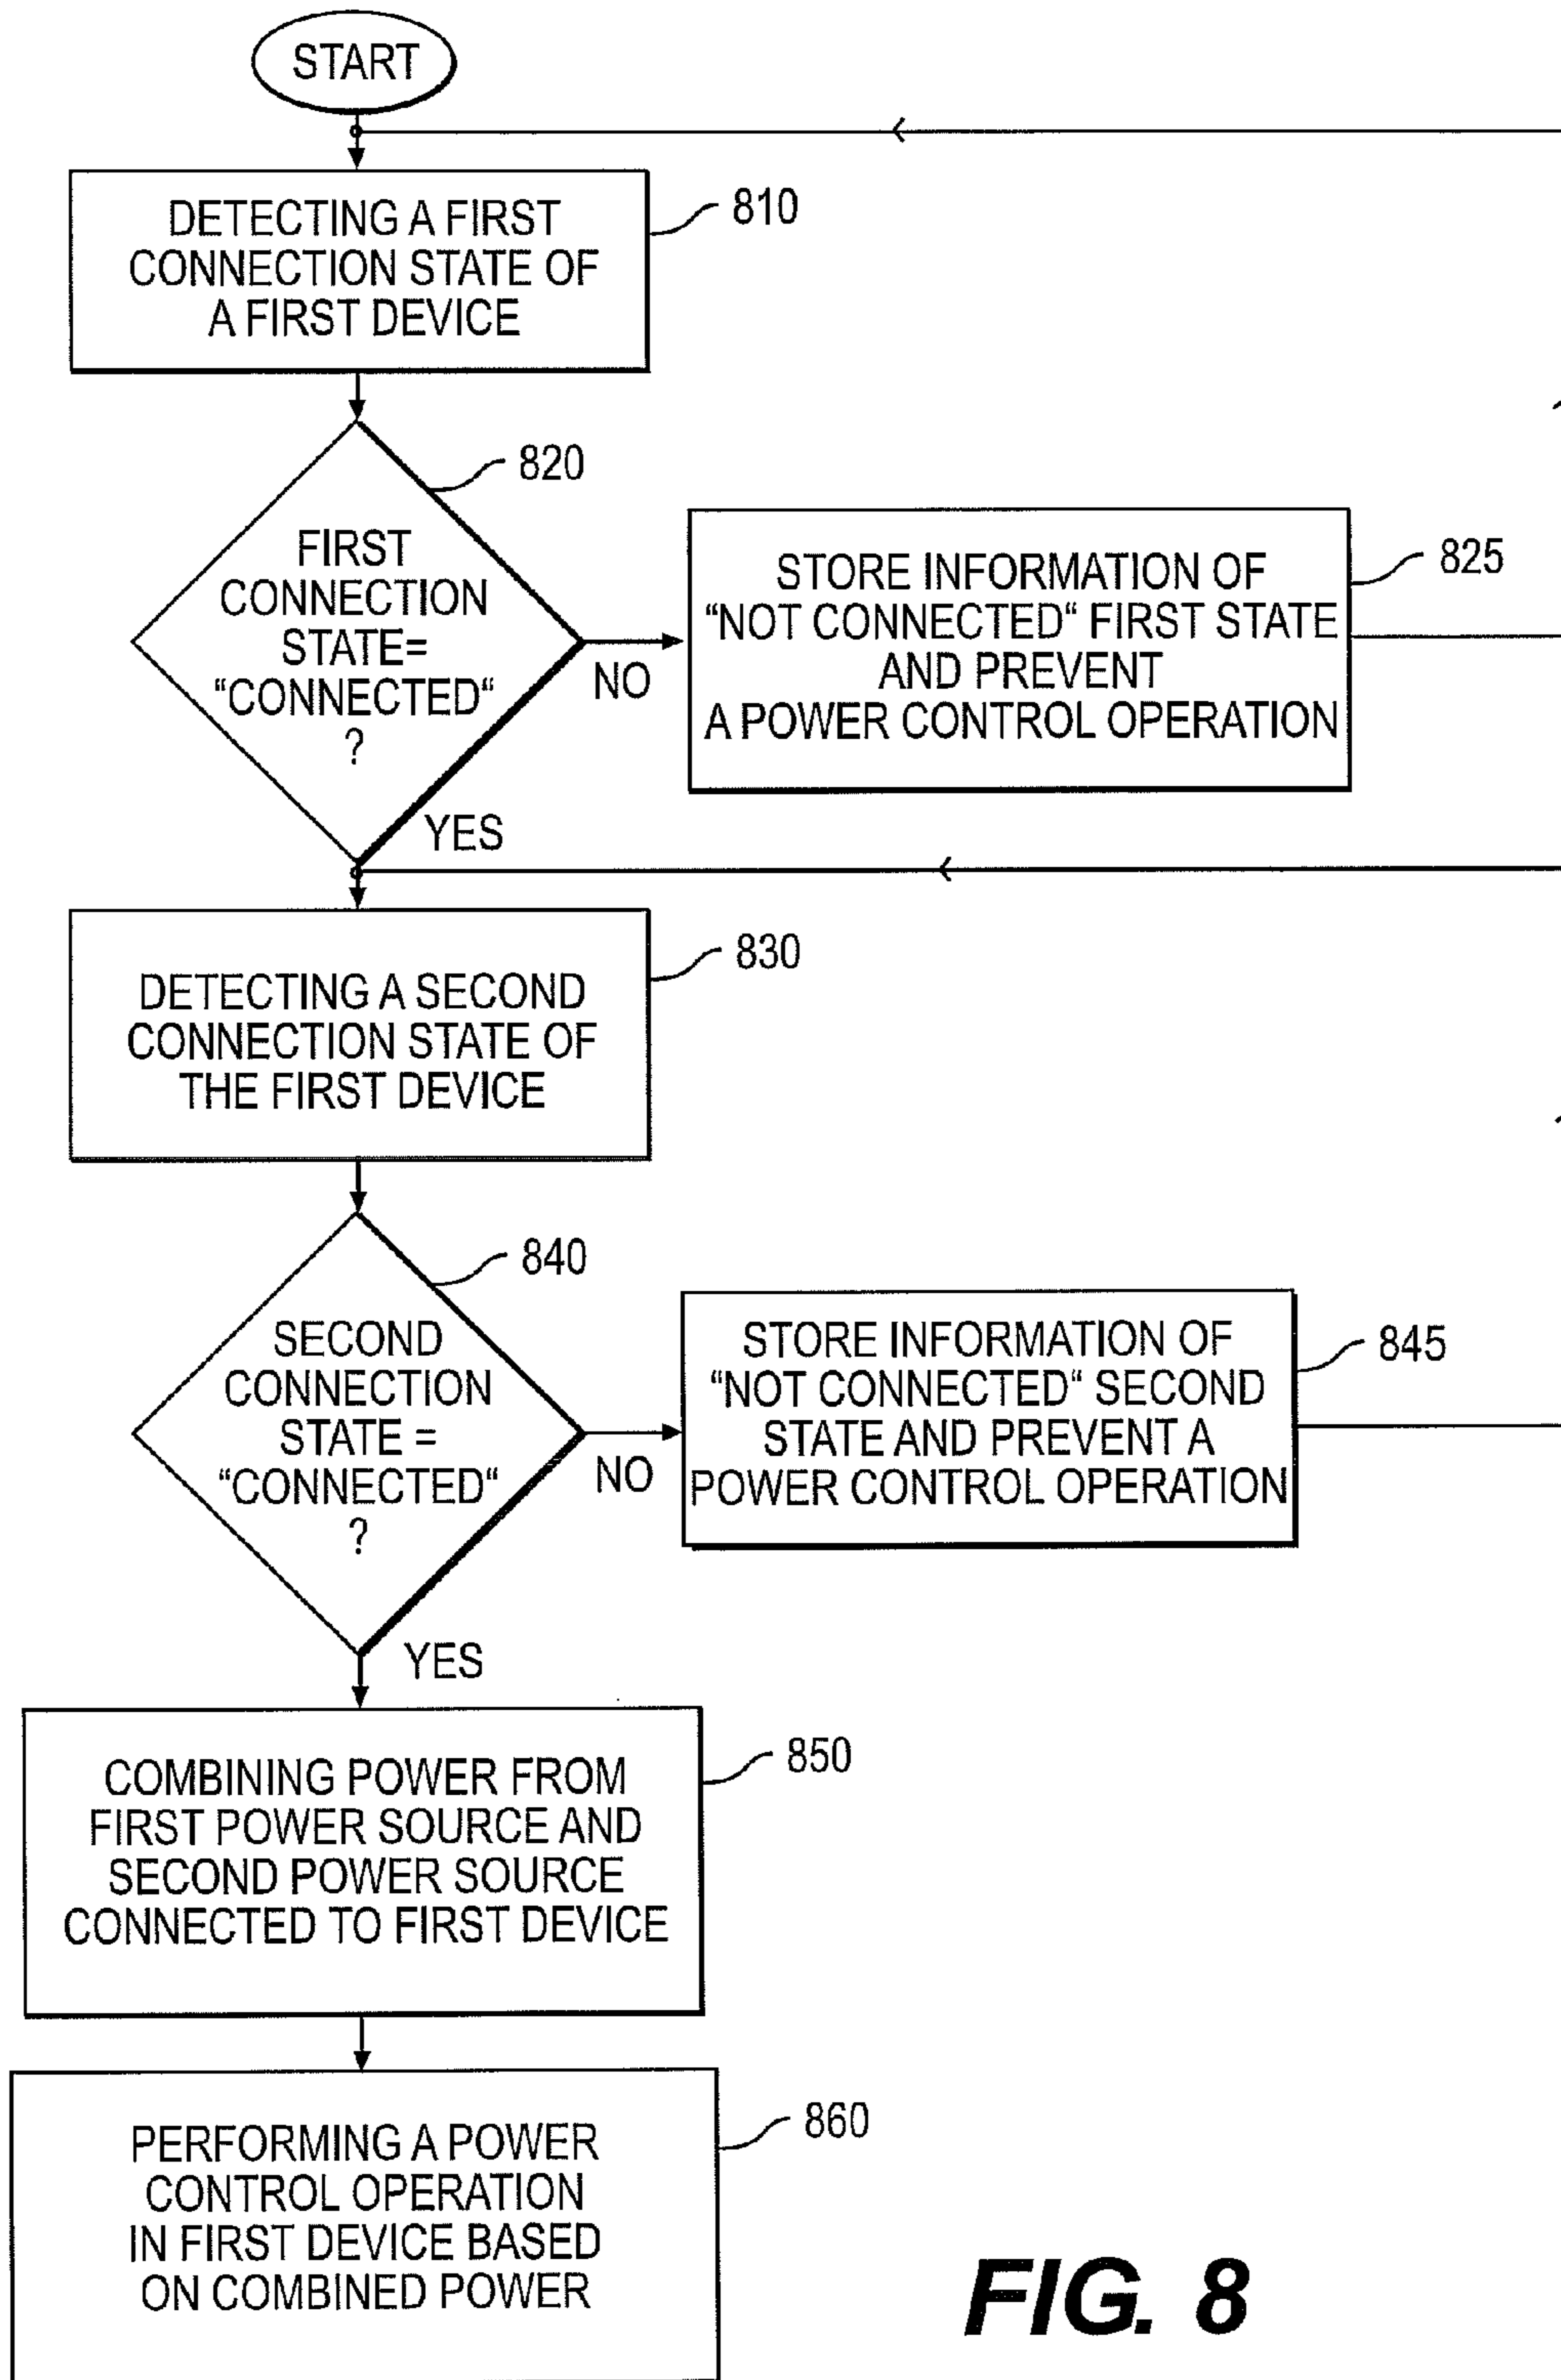 START
DETECTING A FIRST
CONNECTION STATE OF
A FIRST DEVICE
810
FIRST
CONNECTION
STATE=
“CONNECTED“
?
820
NO
YES
STORE INFORMATION OF
“NOT CONNECTED“ FIRST STATE
AND PREVENT
A POWER CONTROL OPERATION
825
DETECTING A SECOND
CONNECTION STATE OF
THE FIRST DEVICE
830
SECOND
CONNECTION
STATE =
“CONNECTED“
?
840
NO
YES
STORE INFORMATION OF
“NOT CONNECTED“ SECOND
STATE AND PREVENT A
POWER CONTROL OPERATION
845
COMBINING POWER FROM
FIRST POWER SOURCE AND
SECOND POWER SOURCE
CONNECTED TO FIRST DEVICE
850
PERFORMING A POWER
CONTROL OPERATION
IN FIRST DEVICE BASED
ON COMBINED POWER
860
FIG. 8